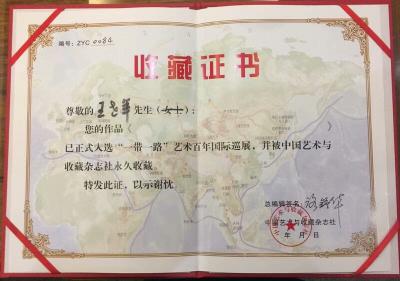 编号：ZYC 0084
收藏证书
尊敬的 先生（女士）：
您的作品《 》
已正式入选“一带一路”艺术百年国际巡展，并被中国艺术与
收藏杂志社永久收藏。
特发此证，以示谢忱。
总编辑签名：
中国艺术与收藏杂志社
年 月 日